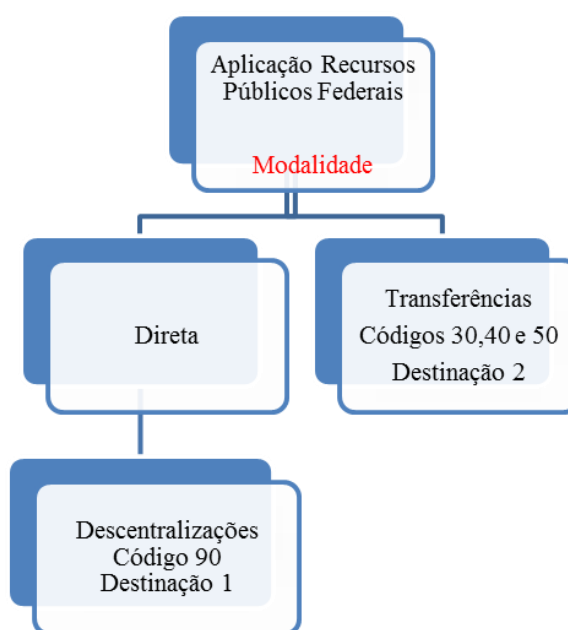 Aplicação Recursos
Públicos Federais
Modalidade
Direta
Transferências
Códigos 30,40 e 50
Destinação 2
Descentralizações
Código 90
Destinação 1